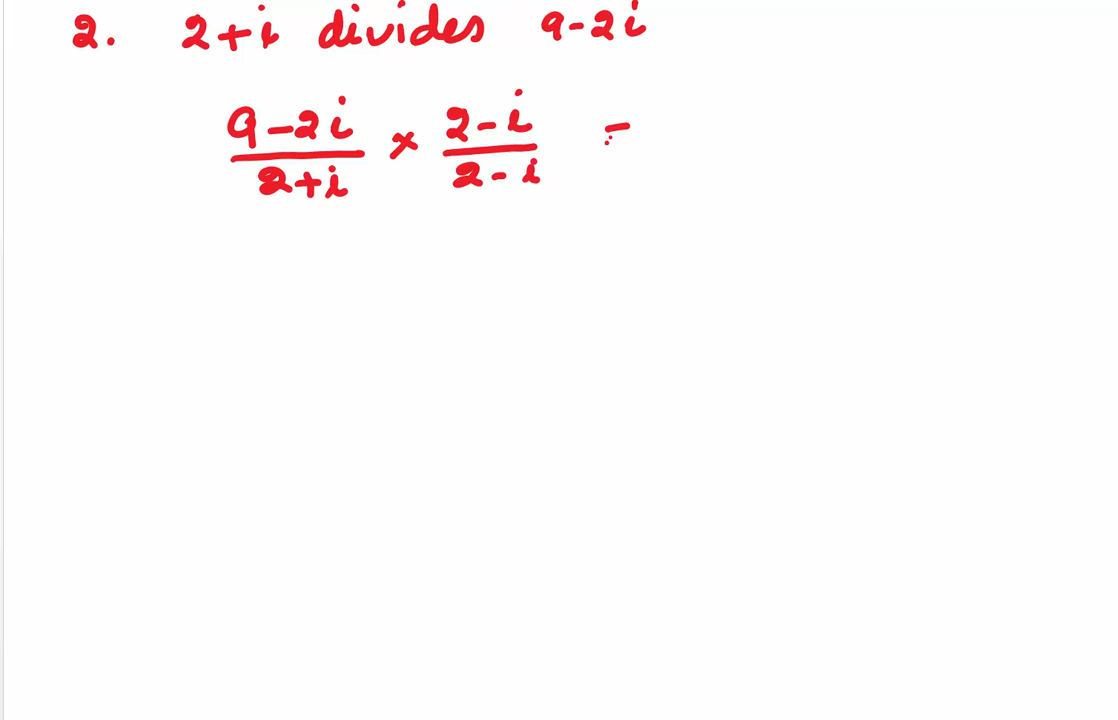 2. 2+i divides 9-2i
9-2i / 2+i × 2-i / 2-i =